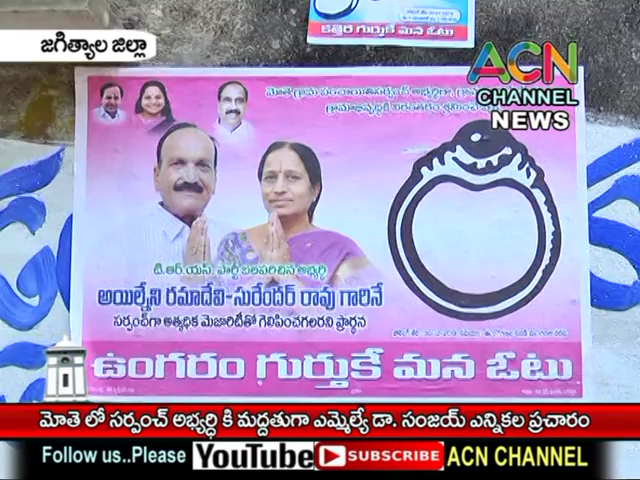 కత్తెర గుర్తుకు మన ఓటు
జగిత్యాల జిల్లా
ACN
CHANNEL
NEWS
టి.ఆర్.యస్. పార్టీ బలపరిచిన అభ్యర్థి
అయిల్నేని రమాదేవి-సురేందర్ రావు గారినే
సర్పంచ్‌గా అత్యధిక మెజారిటీతో గెలిపించగలరని ప్రార్థన
ఉంగరం గుర్తుకే మన ఓటు
మోతె లో సర్పంచ్ అభ్యర్ధి కి మద్దతుగా ఎమ్మెల్యే డా. సంజయ్ ఎన్నికల ప్రచారం
Follow us..Please YouTube SUBSCRIBE ACN CHANNEL